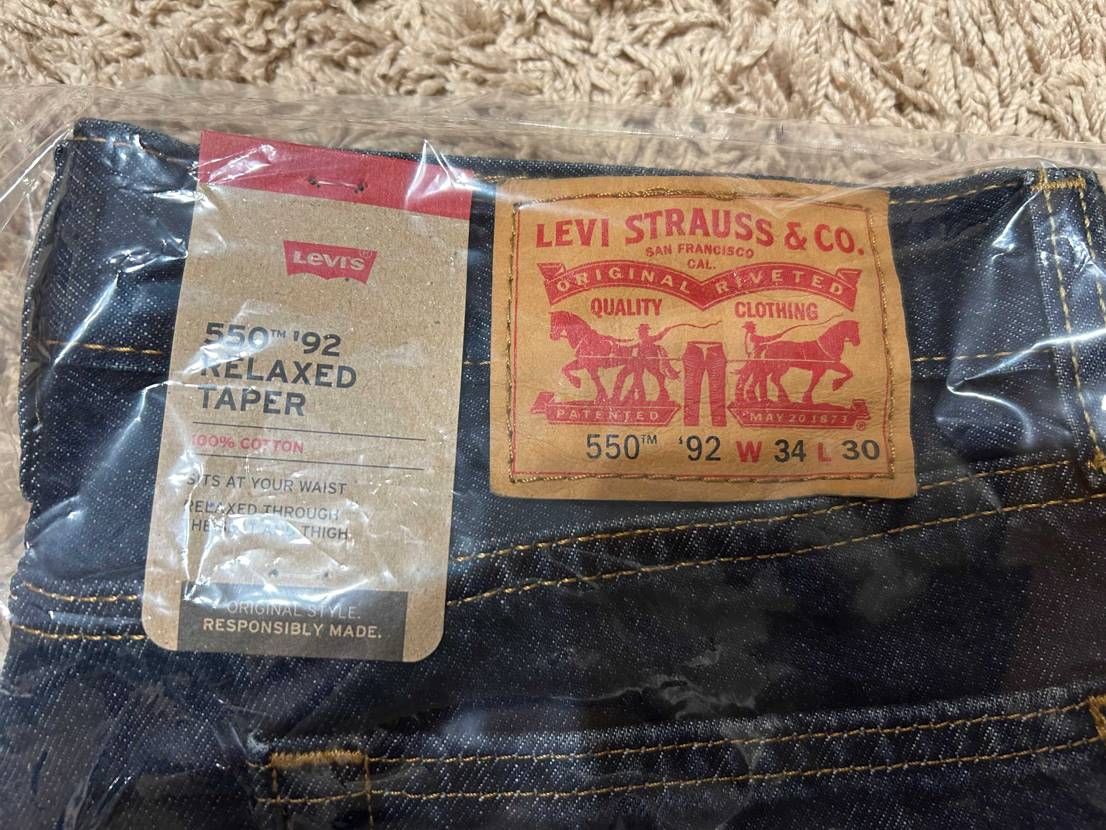 Levi's
550™ '92
RELAXED
TAPER
100% COTTON
SITS AT YOUR WAIST
RELAXED THROUGH
THIGH
ORIGINAL STYLE.
RESPONSIBLY MADE.
LEVI STRAUSS & CO.
SAN FRANCISCO
CAL.
ORIGINAL RIVETED
QUALITY CLOTHING
PATENTED MAY 20 1873
550™ '92 W 34 L 30